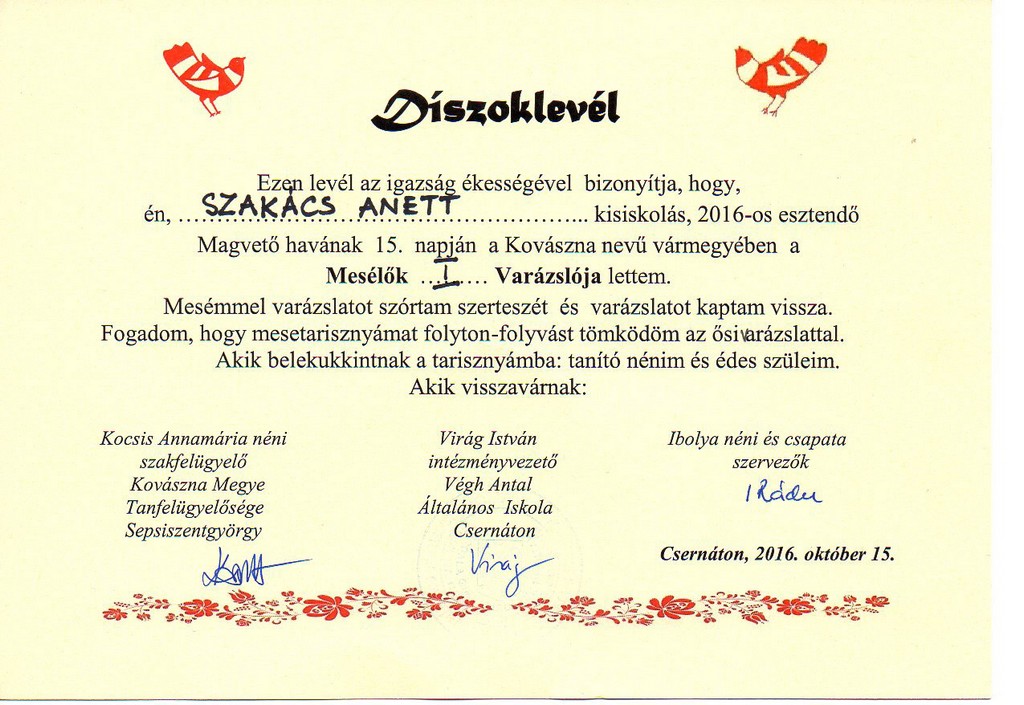 Díszoklevél
Ezen levél az igazság ékességével bizonyítja, hogy,
én, ...SZAKÁCS ANETT................... kisiskolás, 2016-os esztendő
Magvető havának 15. napján a Kovászna nevű vármegyében a
Mesélők ...I.... Varázslója lettem.
Mesémmel varázslatot szórtam szerteszét és varázslatot kaptam vissza.
Fogadom, hogy mesetarisznyámat folyton-folyvást tömködöm az ősi varázslattal.
Akik belekukkintnak a tarisznyámba: tanító nénim és édes szüleim.
Akik visszavárnak:
Kocsis Annamária néni
szakfelügyelő
Kovászna Megye
Tanfelügyelősége
Sepsiszentgyörgy
Virág István
intézményvezető
Végh Antal
Általános Iskola
Csernáton
Virág
Ibolya néni és csapata
szervezők
I Ráduj
Csernáton, 2016. október 15.